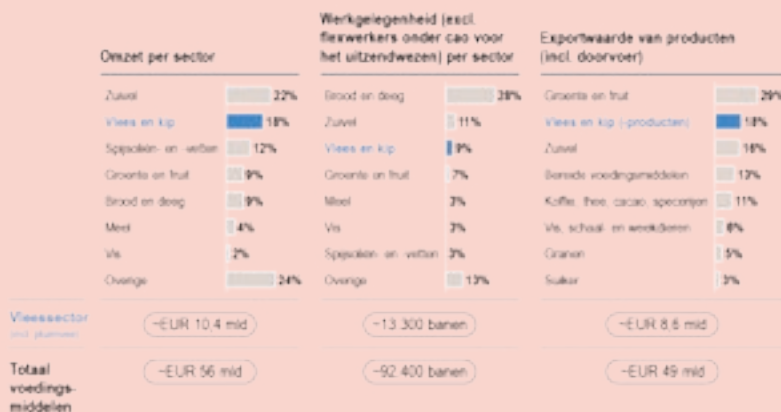 Omzet per sector
Zuivel 22%
Vlees en kip 18%
Spijsoliën- en -vetten 12%
Groente en fruit 9%
Brood en deeg 9%
Meel 4%
Vis 2%
Overige 24%
Werkgelegenheid (excl.
flexwerkers onder cao voor
het uitzendwezen) per sector
Brood en deeg
Zuivel 11%
Vlees en kip 9%
Groente en fruit 7%
Meel 3%
Vis 3%
Spijsoliën- en -vetten 3%
Overige 13%
Exportwaarde van producten
(incl. doorvoer)
Groente en fruit 29%
Vlees en kip (-producten) 18%
Zuivel 16%
Bereide voedingsmiddelen 13%
Koffie, thee, cacao, specerijen 11%
Vis, schaal- en weekdieren 6%
Granen 5%
Suiker 3%
Vleessector
~EUR 10,4 mld
~13.300 banen
~EUR 8,6 mld
Totaal
voedings-
middelen
~EUR 56 mld
~92.400 banen
~EUR 49 mld